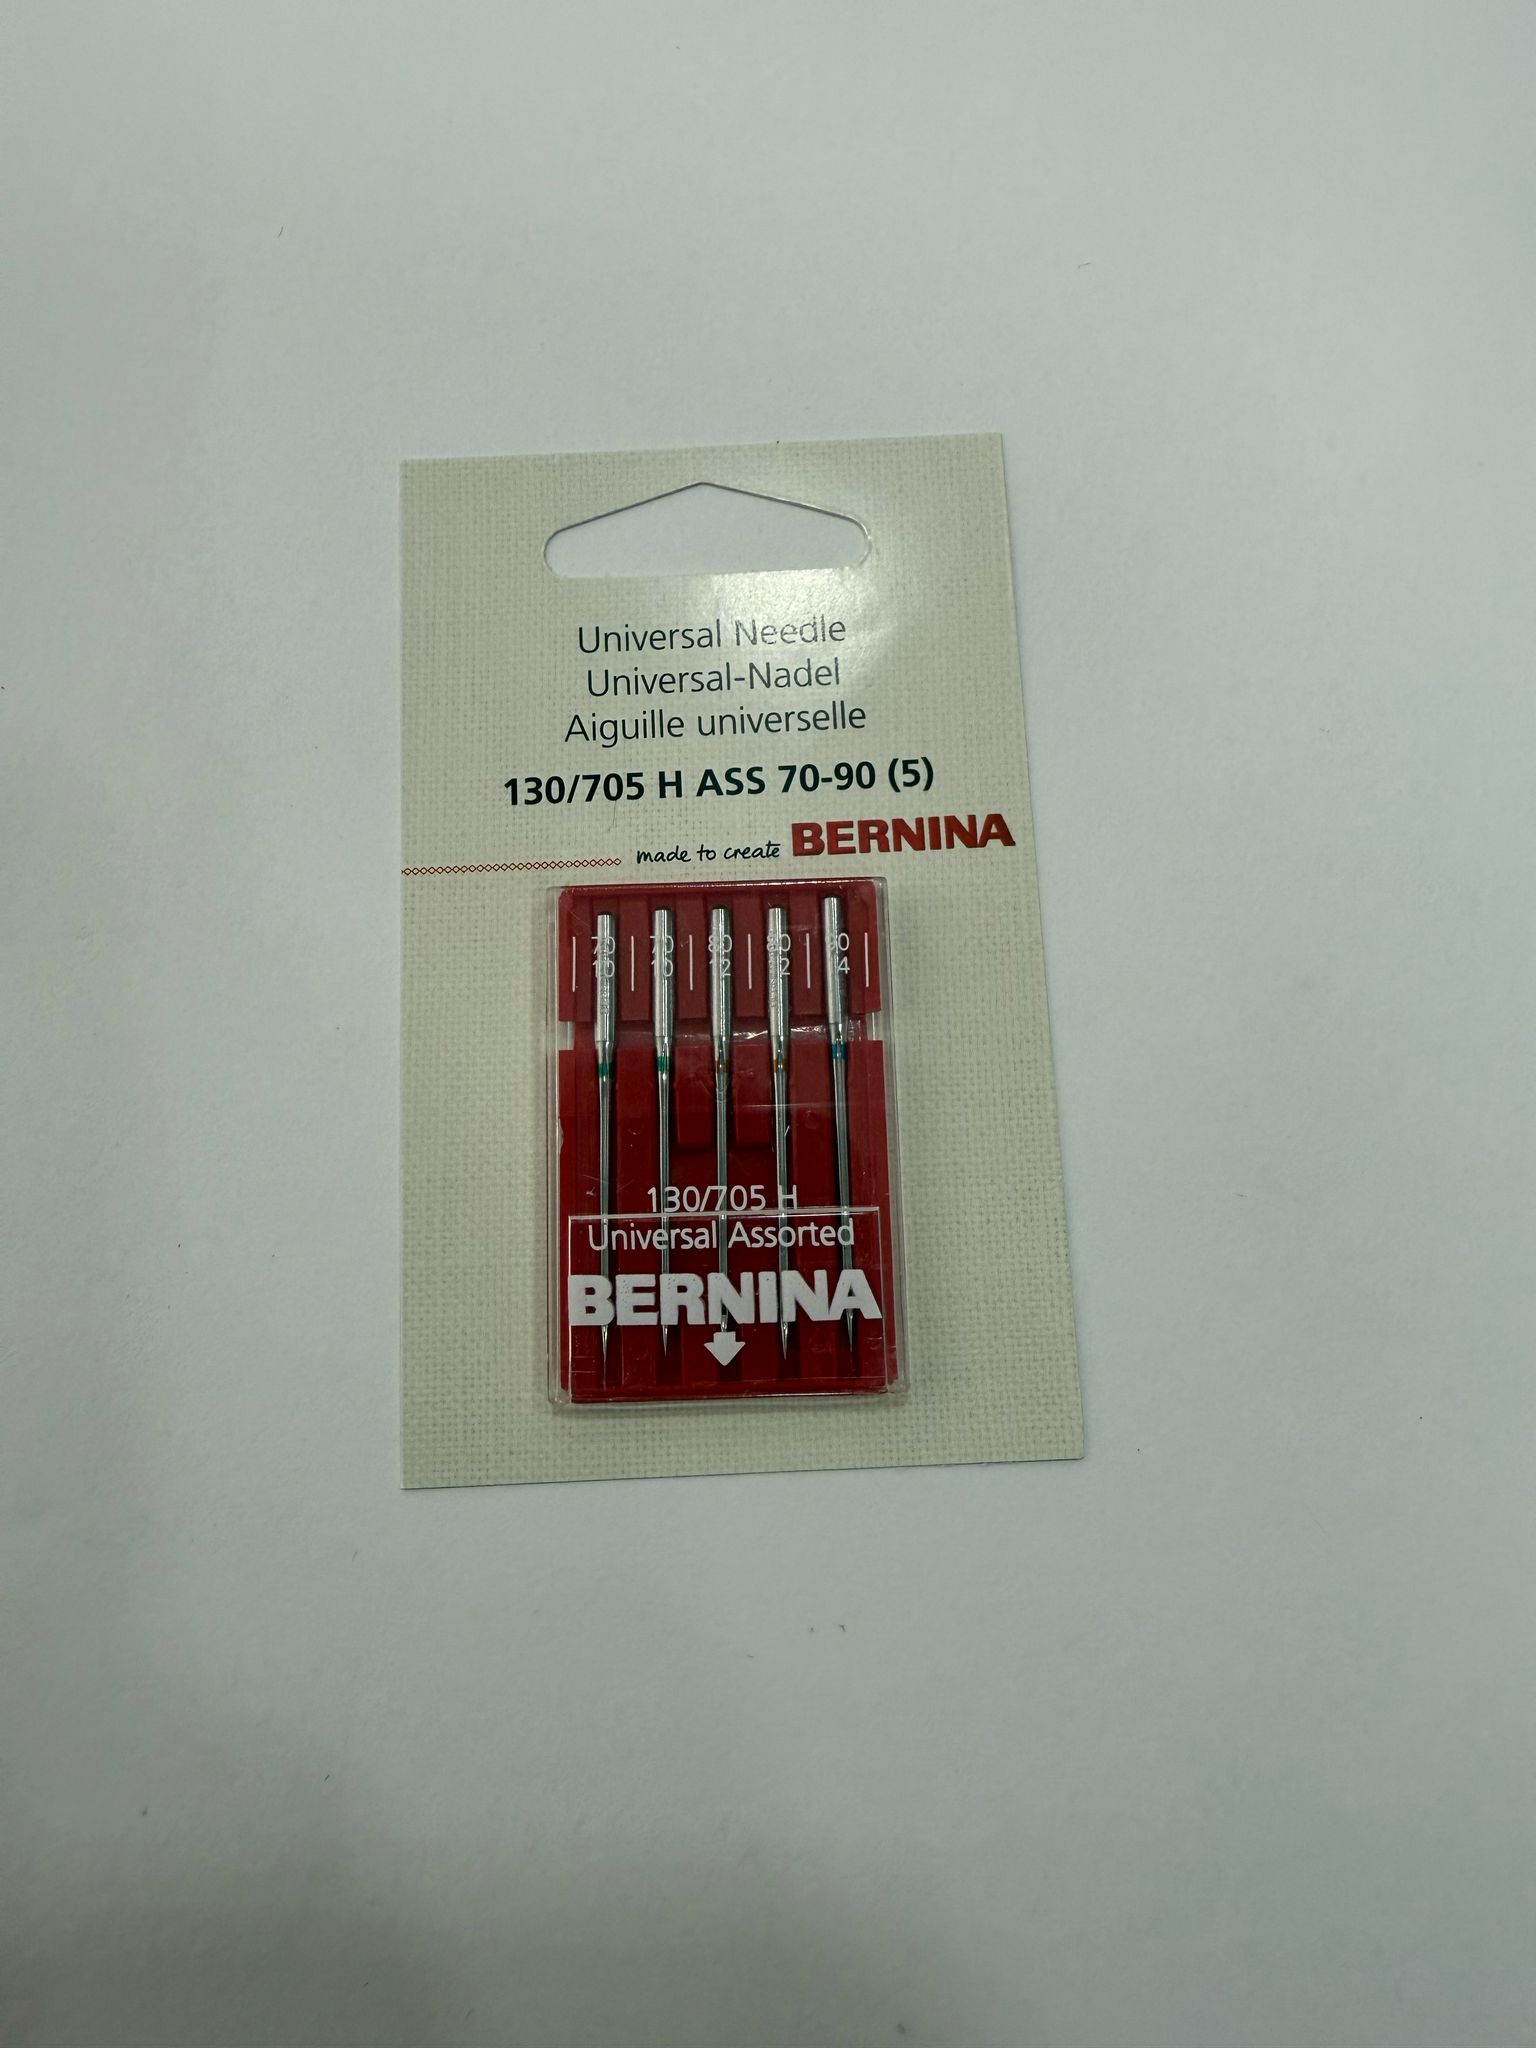 Universal Needle
Universal-Nadel
Aiguille universelle
130/705 H ASS 70-90 (5)
made to create BERNINA
70 70 80 80 90
10 10 12 12 14
130/705 H
Universal Assorted
BERNINA